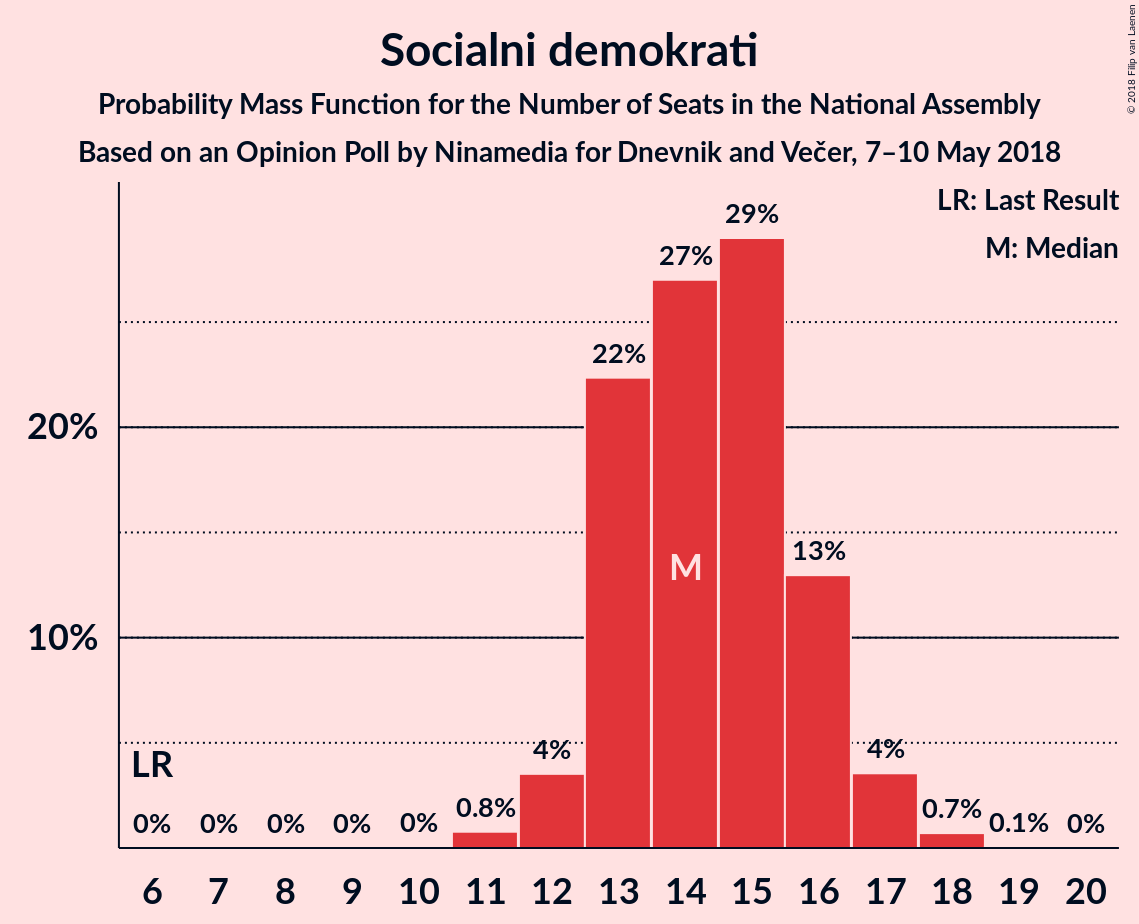 © 2018 Filip van Laenen
Socialni demokrati
Probability Mass Function for the Number of Seats in the National Assembly
Based on an Opinion Poll by Ninamedia for Dnevnik and Večer, 7–10 May 2018
LR: Last Result
M: Median
29%
27%
22%
20%
13%
M
10%
LR
4%
4%
0%
0%
0%
0%
0%
0.8%
0.7%
0.1%
0%
6 7 8 9 10 11 12 13 14 15 16 17 18 19 20